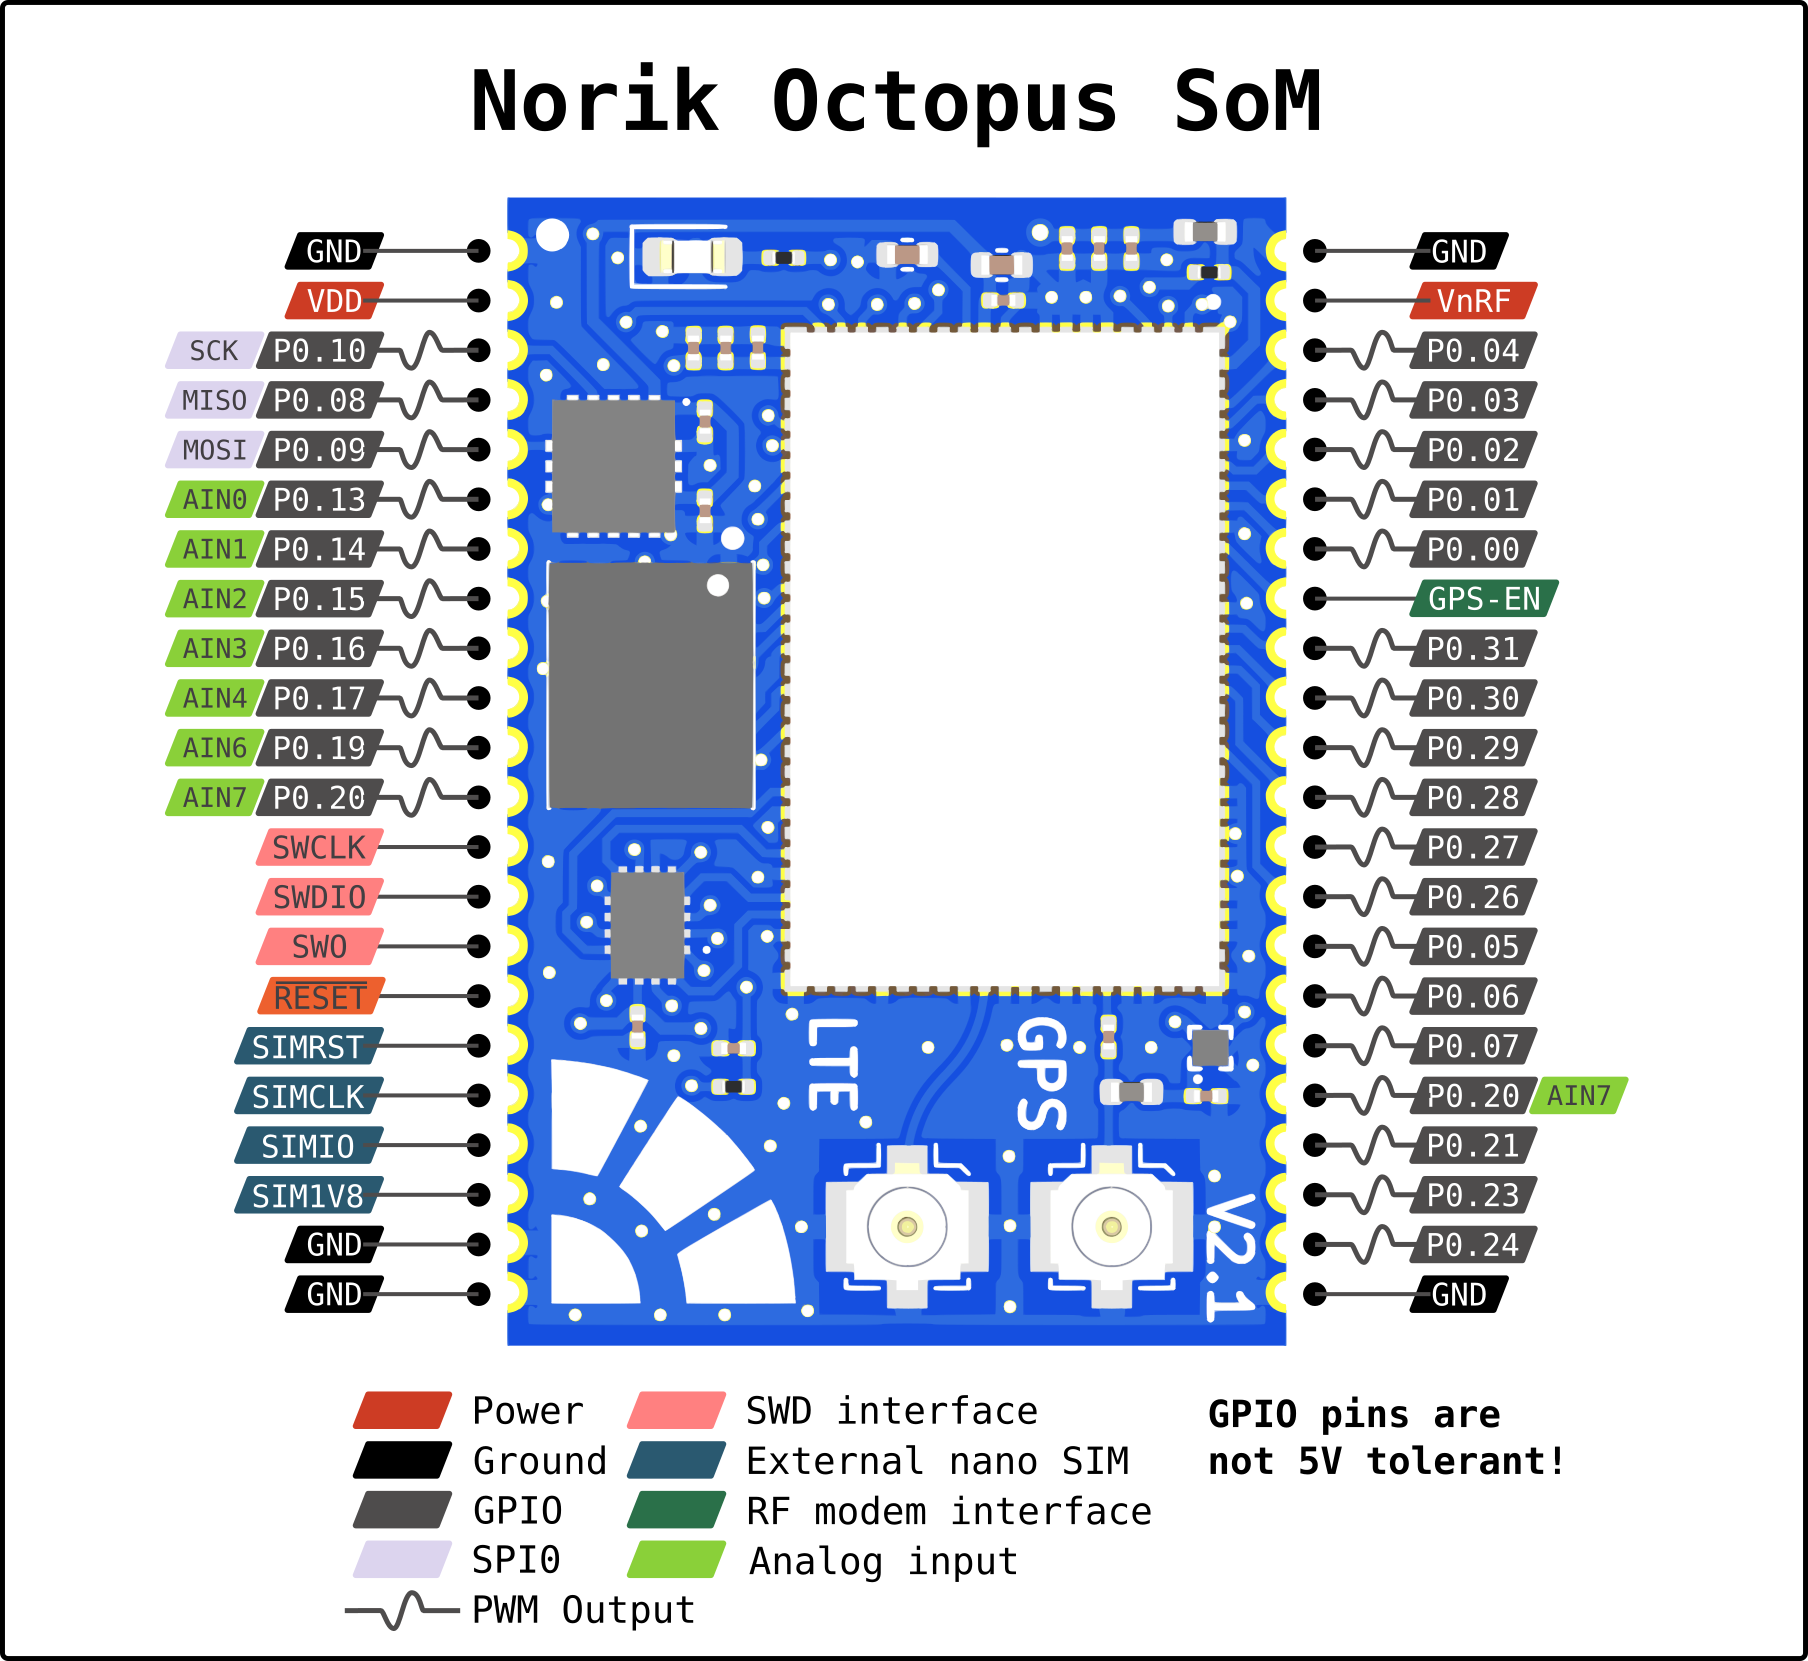 Norik Octopus SoM
GND
VDD
SCK P0.10
MISO P0.08
MOSI P0.09
AIN0 P0.13
AIN1 P0.14
AIN2 P0.15
AIN3 P0.16
AIN4 P0.17
AIN6 P0.19
AIN7 P0.20
SWCLK
SWDIO
SWO
RESET
SIMRST
SIMCLK
SIMIO
SIM1V8
GND
GND
LTE
GPS
V2.1
GND
VnRF
P0.04
P0.03
P0.02
P0.01
P0.00
GPS-EN
P0.31
P0.30
P0.29
P0.28
P0.27
P0.26
P0.05
P0.06
P0.07
P0.20 AIN7
P0.21
P0.23
P0.24
GND
Power
Ground
GPIO
SPI0
PWM Output
SWD interface
External nano SIM
RF modem interface
Analog input
GPIO pins are
not 5V tolerant!